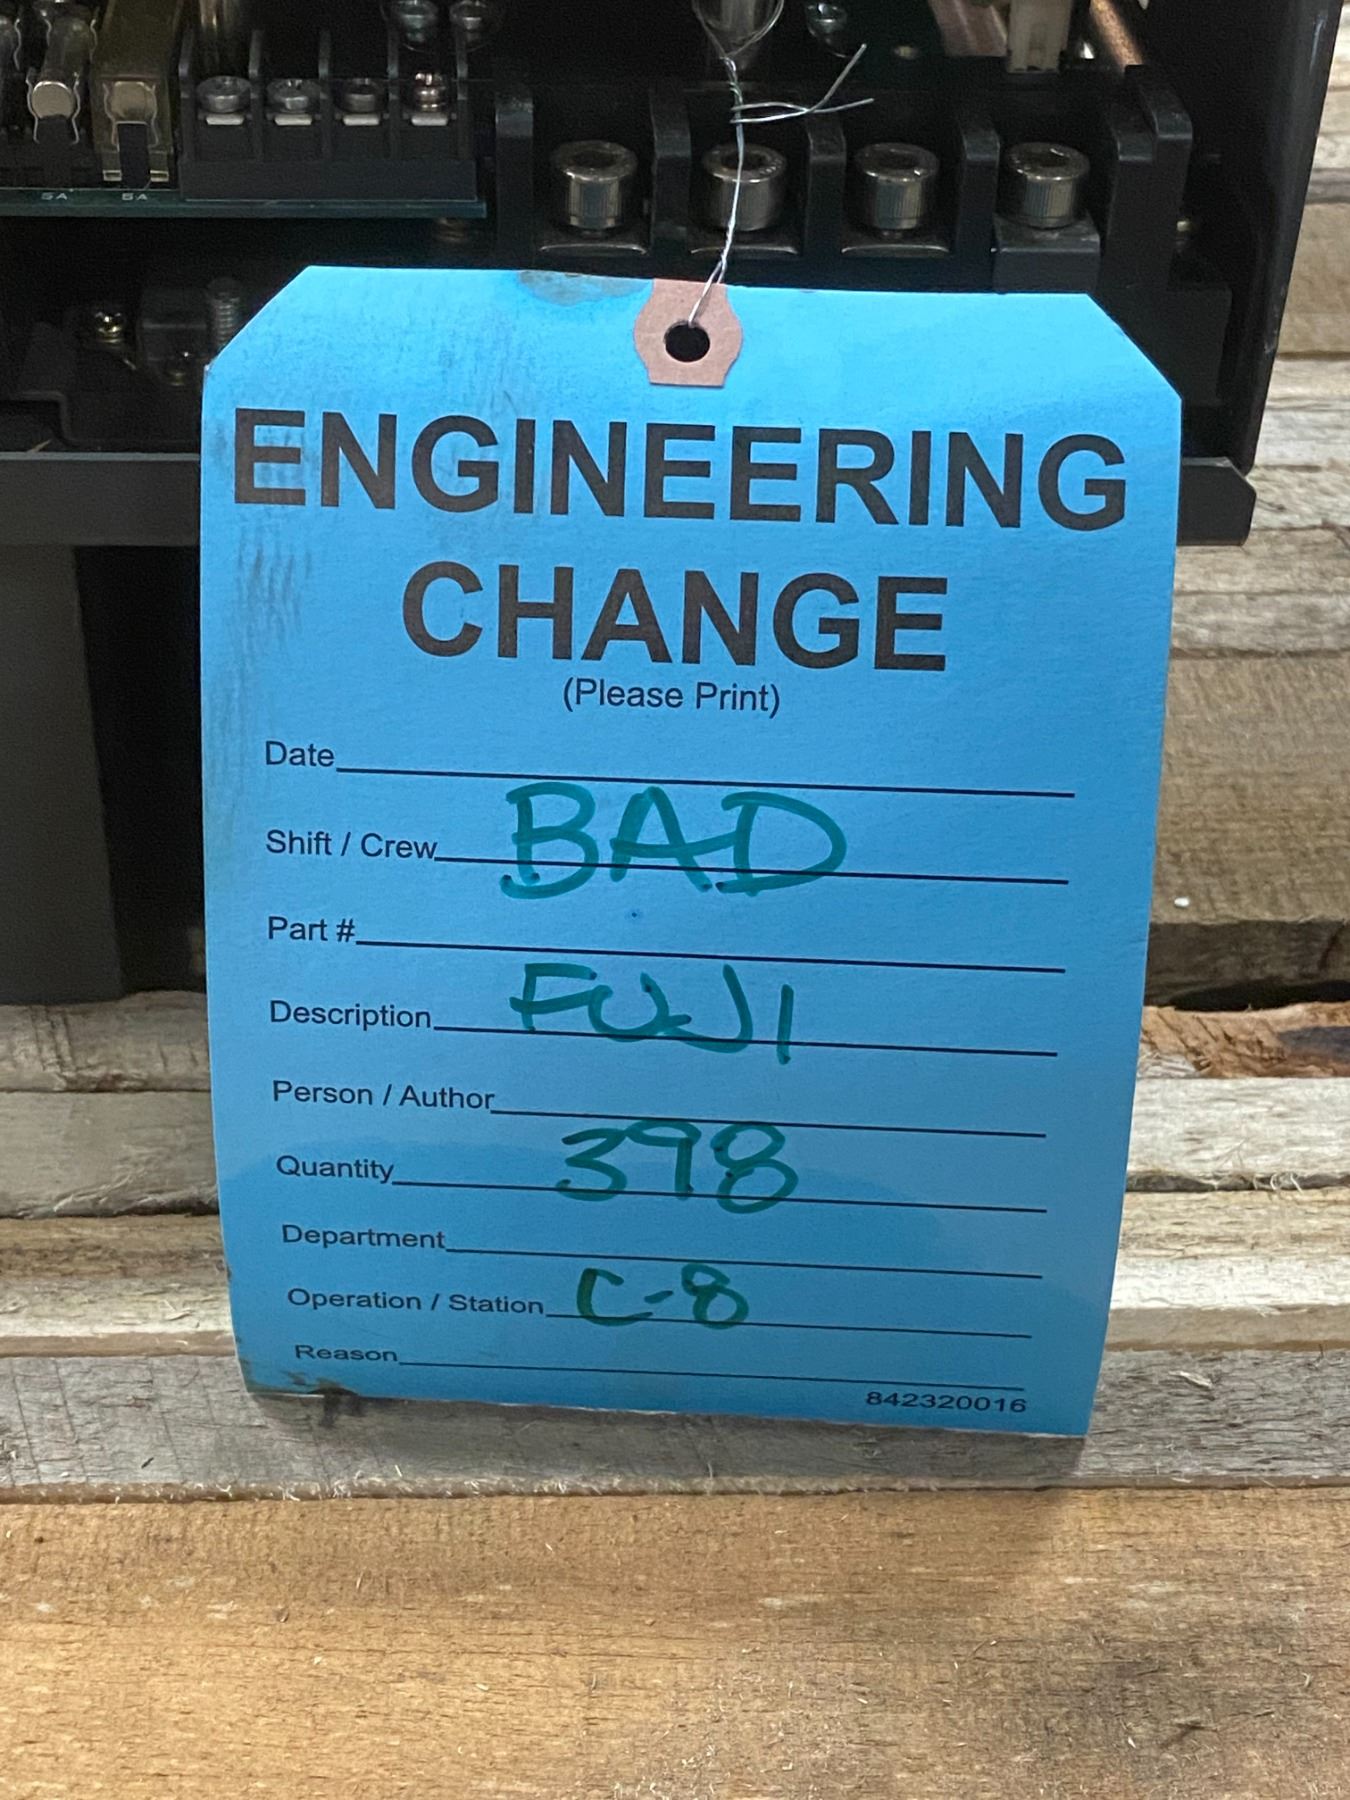 5A 5A
ENGINEERING
CHANGE
(Please Print)
Date
Shift / Crew BAD
Part #
Description FUJI
Person / Author
Quantity 398
Department
Operation / Station C-8
Reason
842320016